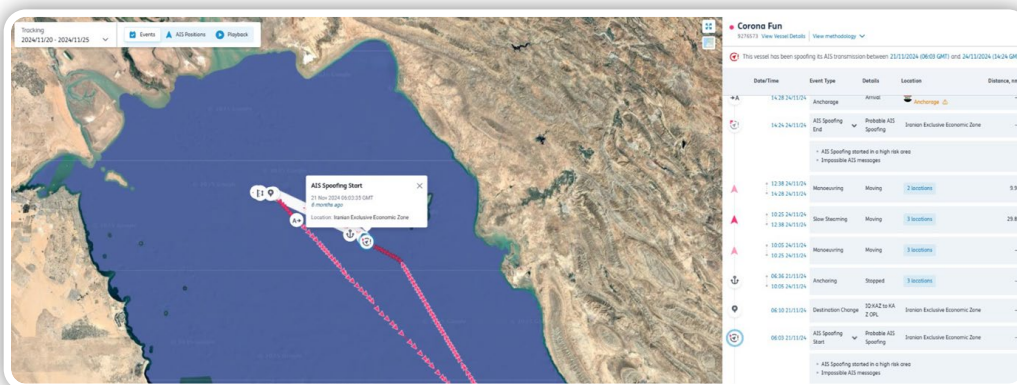 Tracking
2024/11/20 - 2024/11/25
Events
AIS Positions
Playback
AIS Spoofing Start
21 Nov 2024 06:03:35 GMT
6 months ago
Location: Iranian Exclusive Economic Zone
A
Corona Fun
View Vessel Details
View methodology
This vessel has been spoofing its AIS transmission between 21/11/2024 (06:03 GMT) and 24/11/2024 (14:24 GM
Date/Time Event Type Details Location Distance, nm
A 14:28 24/11/24 Anchorage Arrival Anchorage
14:24 24/11/24 AIS Spoofing End Probable AIS Spoofing Iranian Exclusive Economic Zone
AIS Spoofing started in a high risk area
Impossible AIS messages
12:38 24/11/24
14:28 24/11/24
Manoeuvring Moving 2 locations 9.9
10:25 24/11/24
12:38 24/11/24
Slow Steaming Moving 3 locations 29.8
10:05 24/11/24
10:25 24/11/24
Manoeuvring Moving 3 locations
06:36 21/11/24
10:05 24/11/24
Anchoring Stopped 3 locations
06:10 21/11/24 Destination Change Iranian Exclusive Economic Zone
06:03 21/11/24 AIS Spoofing Start Probable AIS Spoofing Iranian Exclusive Economic Zone
AIS Spoofing started in a high risk area
Impossible AIS messages